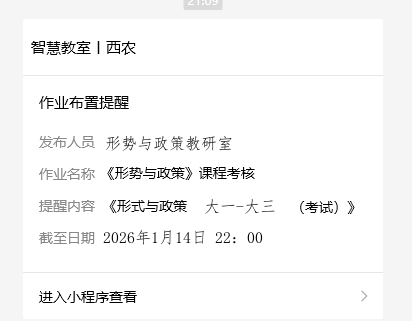 21:09
智慧教室丨西农
作业布置提醒
发布人员 形势与政策教研室
作业名称 《形势与政策》课程考核
提醒内容 《形式与政策 大一-大三 （考试）》
截至日期 2026年1月14日 22：00
进入小程序查看